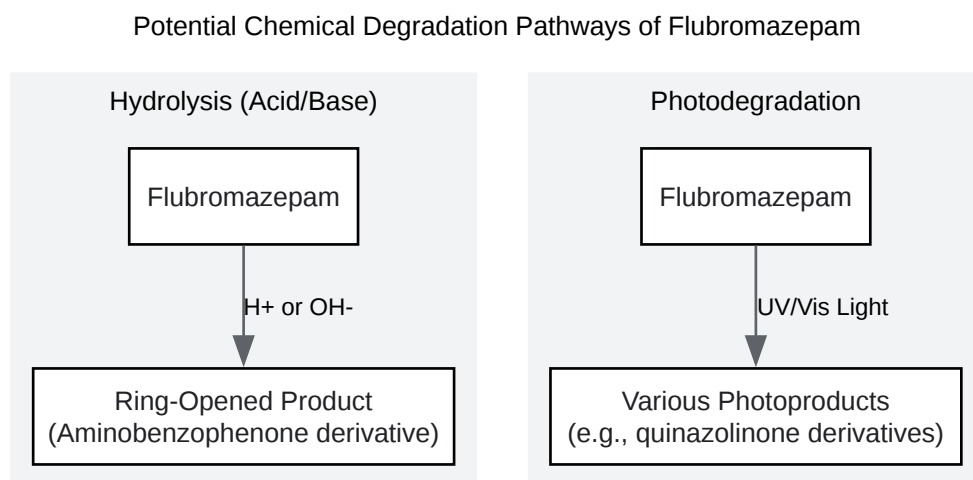 Potential Chemical Degradation Pathways of Flubromazepam
Hydrolysis (Acid/Base)
Flubromazepam
H+ or OH-
Ring-Opened Product
(Aminobenzophenone derivative)
Photodegradation
Flubromazepam
UV/Vis Light
Various Photoproducts
(e.g., quinazolinone derivatives)